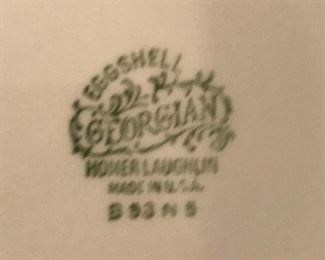 EGGSHELL
GEORGIAN
HOMER LAUGHLIN
MADE IN U.S.A.
B 53 N 5